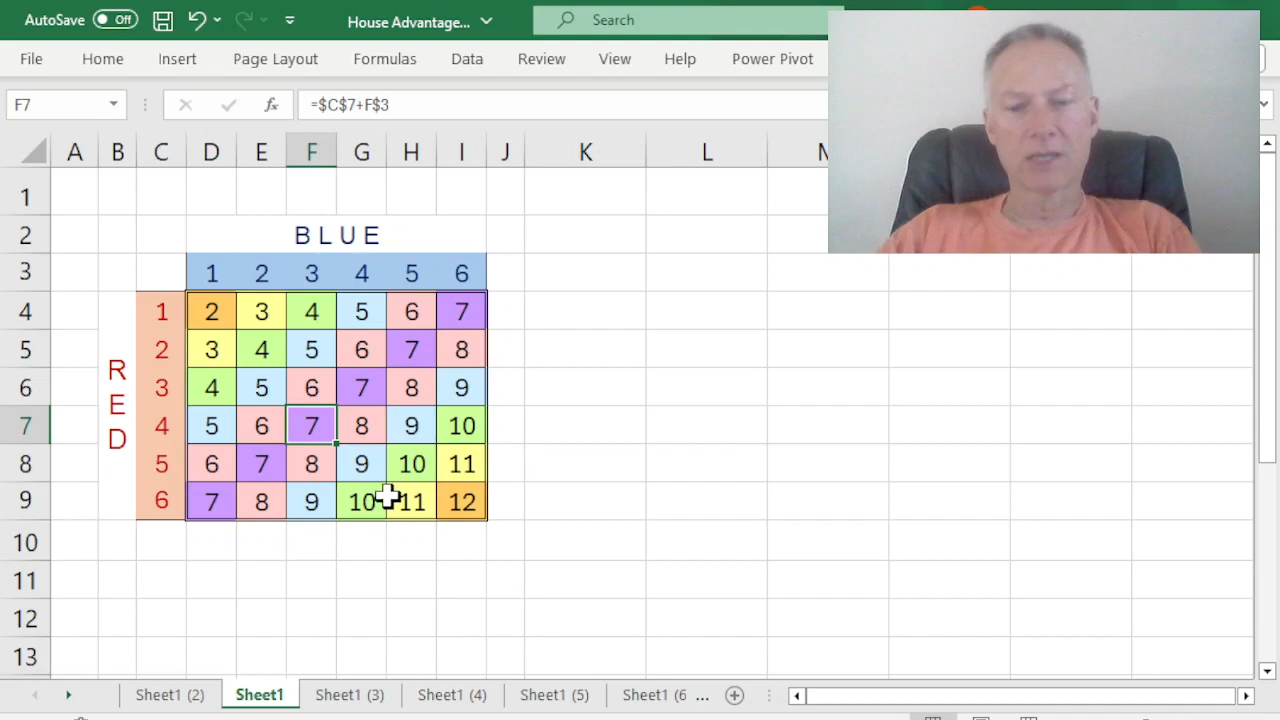 AutoSave Off House Advantage... Search
File Home Insert Page Layout Formulas Data Review View Help Power Pivot
F7 fx =$C$7+F$3
A B C D E F G H I J K L M
1
2 B L U E
3 1 2 3 4 5 6
4 1 2 3 4 5 6 7
5 2 3 4 5 6 7 8
6 3 4 5 6 7 8 9
7 4 5 6 7 8 9 10
8 5 6 7 8 9 10 11
9 6 7 8 9 10 11 12
R
E
D
10
11
12
13
Sheet1 (2) Sheet1 Sheet1 (3) Sheet1 (4) Sheet1 (5) Sheet1 (6 ...